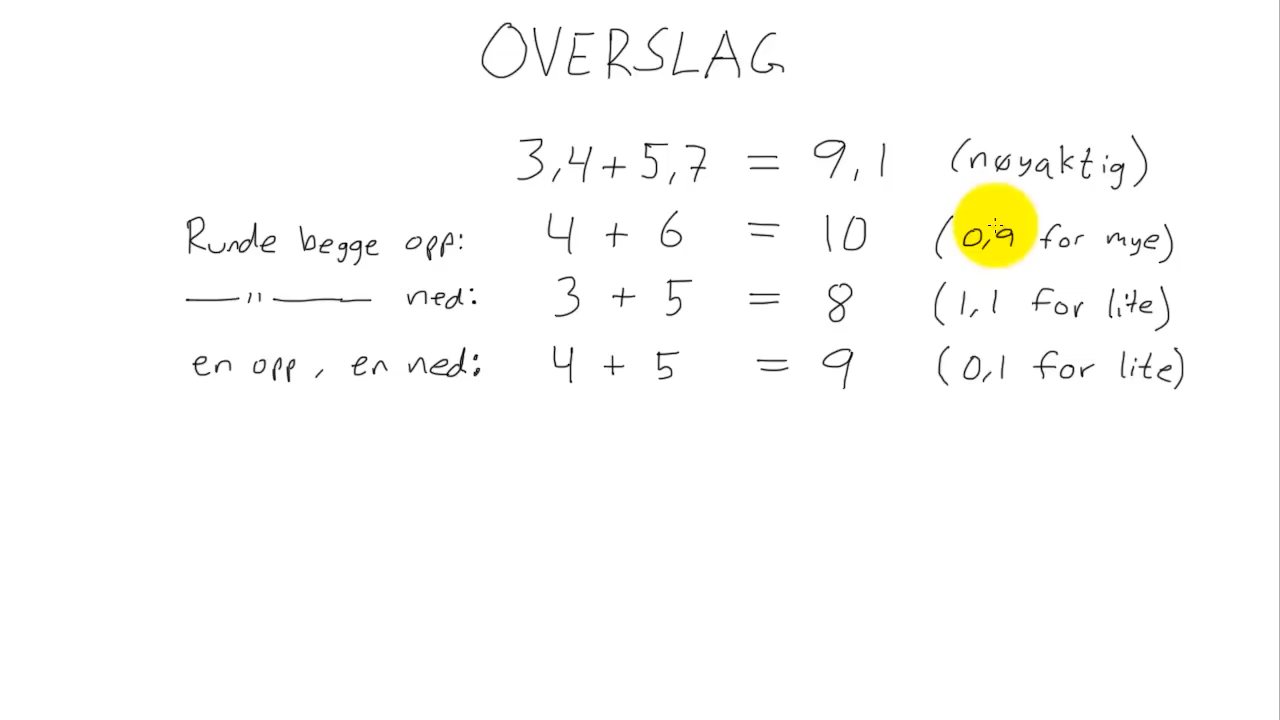 OVERSLAG
3,4 + 5,7 = 9,1 (nøyaktig)
Runde begge opp: 4 + 6 = 10 (0,9 for mye)
—— " —— ned: 3 + 5 = 8 (1,1 for lite)
en opp, en ned: 4 + 5 = 9 (0,1 for lite)